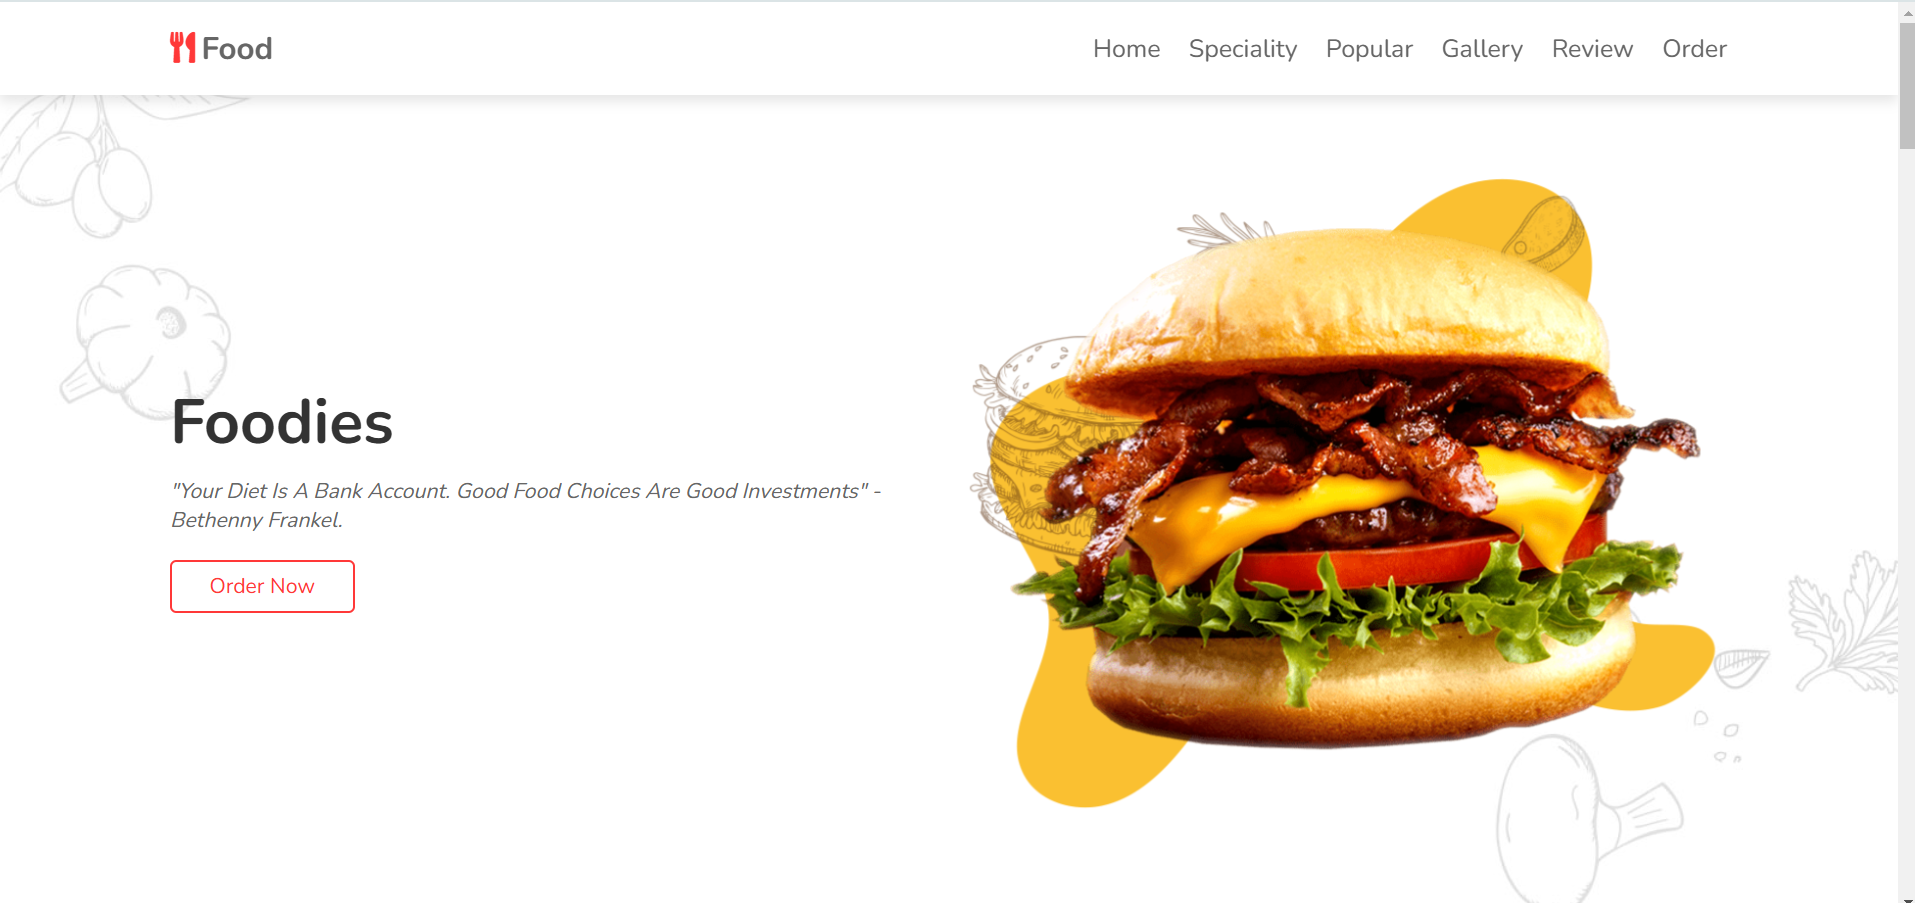 Food
Home Speciality Popular Gallery Review Order
Foodies
"Your Diet Is A Bank Account. Good Food Choices Are Good Investments" -
Bethenny Frankel.
Order Now